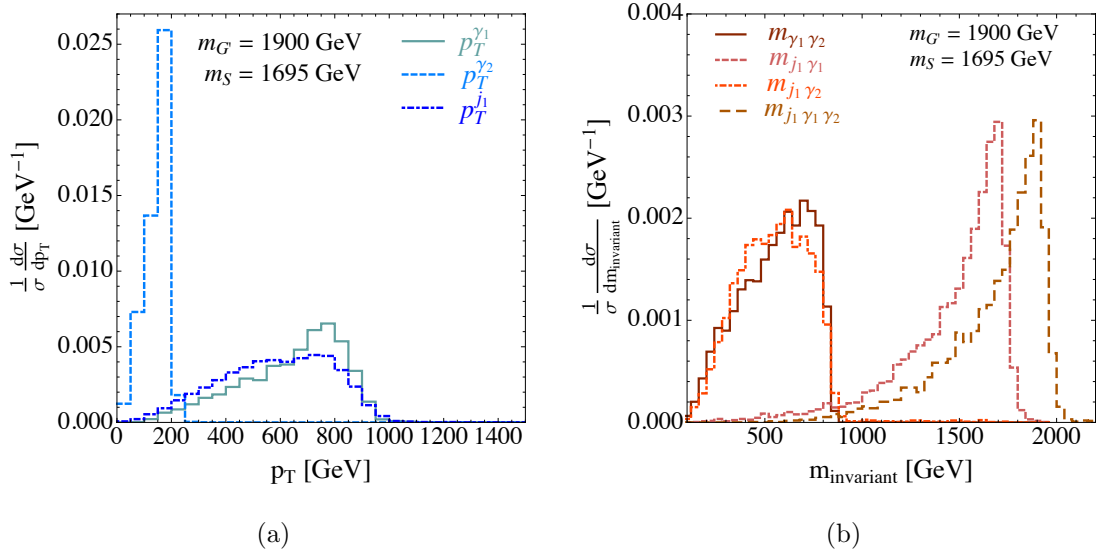 m_G' = 1900 GeV
m_S = 1695 GeV
p_T^{γ_1}
p_T^{γ_2}
p_T^{j_1}
0.025
0.020
0.015
0.010
0.005
0.000
1/σ dσ/dp_T [GeV^{-1}]
0 200 400 600 800 1000 1200 1400
p_T [GeV]
(a)
m_{γ_1 γ_2}
m_{j_1 γ_1}
m_{j_1 γ_2}
m_{j_1 γ_1 γ_2}
m_G' = 1900 GeV
m_S = 1695 GeV
0.004
0.003
0.002
0.001
0.000
1/σ dσ/dm_{invariant} [GeV^{-1}]
500 1000 1500 2000
m_{invariant} [GeV]
(b)